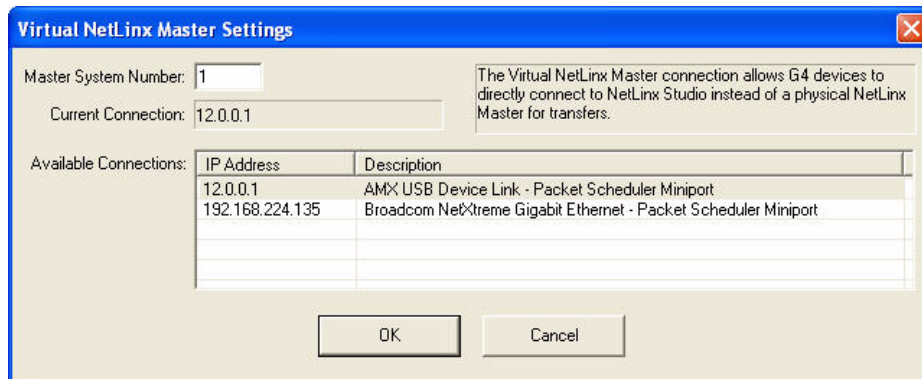 Virtual NetLinx Master Settings
Master System Number: 1
The Virtual NetLinx Master connection allows G4 devices to
directly connect to NetLinx Studio instead of a physical NetLinx
Master for transfers.
Current Connection: 12.0.0.1
Available Connections:
IP Address Description
12.0.0.1 AMX USB Device Link - Packet Scheduler Miniport
192.168.224.135 Broadcom NetXtreme Gigabit Ethernet - Packet Scheduler Miniport
OK Cancel